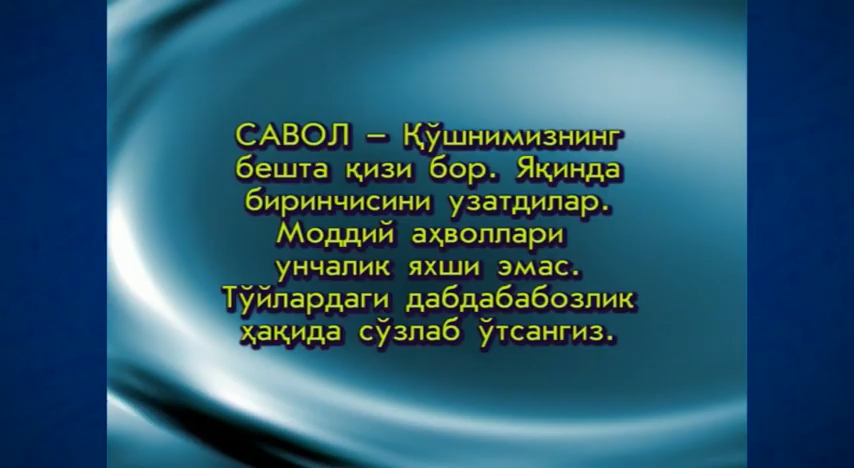 САВОЛ – Қўшнимизнинг
бешта қизи бор. Яқинда
биринчисини узатдилар.
Моддий аҳволлари
унчалик яхши эмас.
Тўйлардаги дабдабабозлик
ҳақида сўзлаб ўтсангиз.